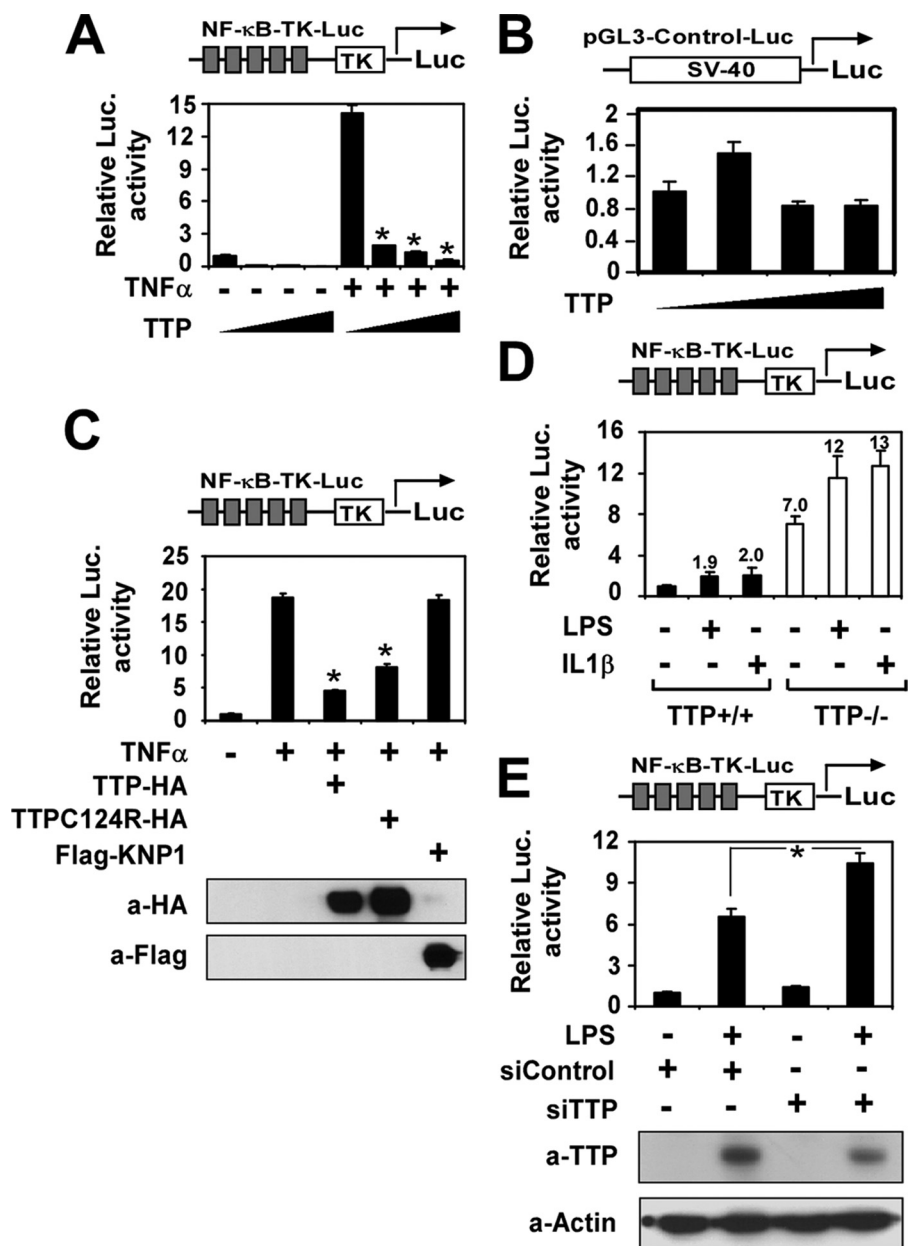 A
NF-κB-TK-Luc
TK
Luc
Relative Luc.
activity
15
12
9
6
3
0
* * *
TNFα - - - - + + + +
TTP
B
pGL3-Control-Luc
SV-40
Luc
Relative Luc.
activity
2
1.6
1.2
0.8
0.4
0
TTP
C
NF-κB-TK-Luc
TK
Luc
Relative Luc.
activity
25
20
15
10
5
0
* *
TNFα - + + + +
TTP-HA +
TTPC124R-HA +
Flag-KNP1 +
a-HA
a-Flag
D
NF-κB-TK-Luc
TK
Luc
Relative Luc.
activity
16
12
8
4
0
1.9 2.0 7.0 12 13
LPS - + - - + -
IL1β - - + - - +
TTP+/+ TTP-/-
E
NF-κB-TK-Luc
TK
Luc
Relative Luc.
activity
12
9
6
3
0
*
LPS - + - +
siControl + + - -
siTTP - - + +
a-TTP
a-Actin